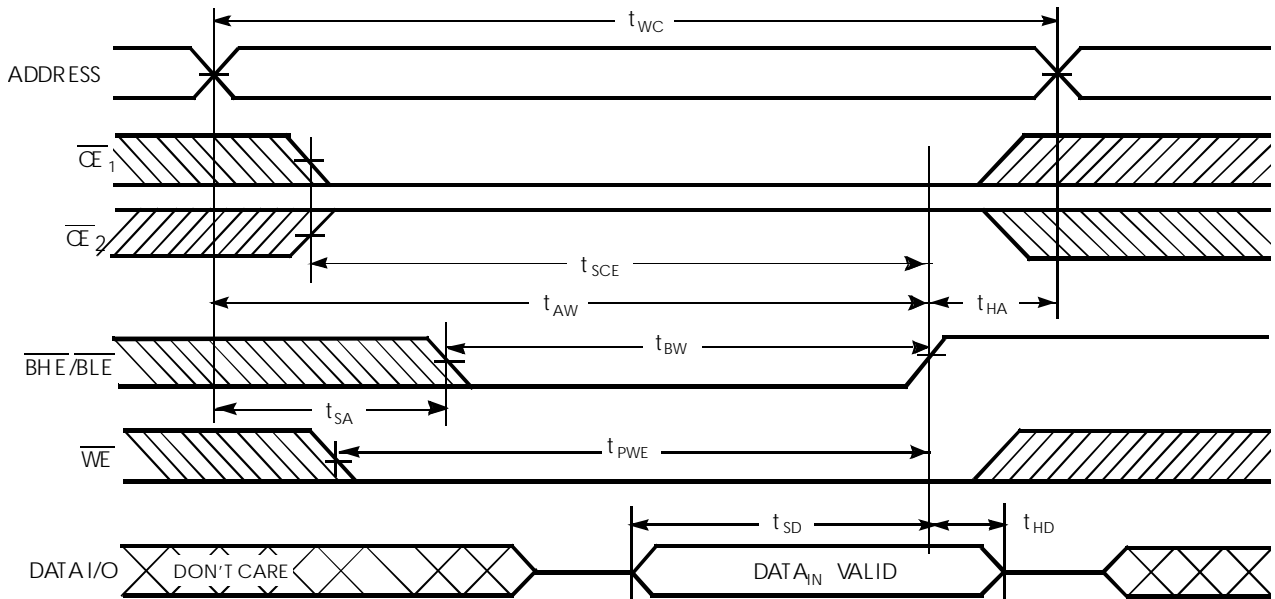 tWC
ADDRESS
CE1
CE2
tSCE
tAW
tHA
BHE/BLE
tBW
tSA
WE
tPWE
tSD
tHD
DATA I/O
DON'T CARE
DATAIN VALID